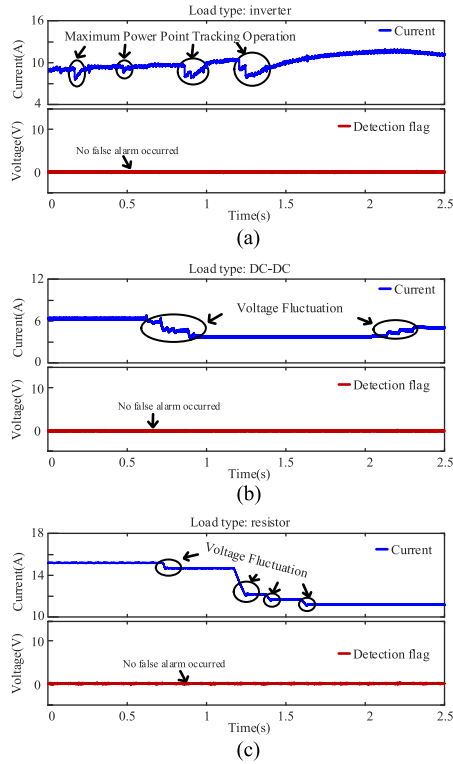 Load type: inverter
16
12
8
4
Current(A)
Maximum Power Point Tracking Operation
Current
10
0
Voltage(V)
Detection flag
No false alarm occurred
0
0.5
1
1.5
2
2.5
Time(s)
(a)
Load type: DC-DC
12
6
3
0
Current(A)
Voltage Fluctuation
Current
10
0
Voltage(V)
Detection flag
No false alarm occurred
0
0.5
1
1.5
2
2.5
Time(s)
(b)
Load type: resistor
18
14
10
Current(A)
Voltage Fluctuation
Current
10
0
Voltage(V)
Detection flag
No false alarm occurred
0
0.5
1
1.5
2
2.5
Time(s)
(c)